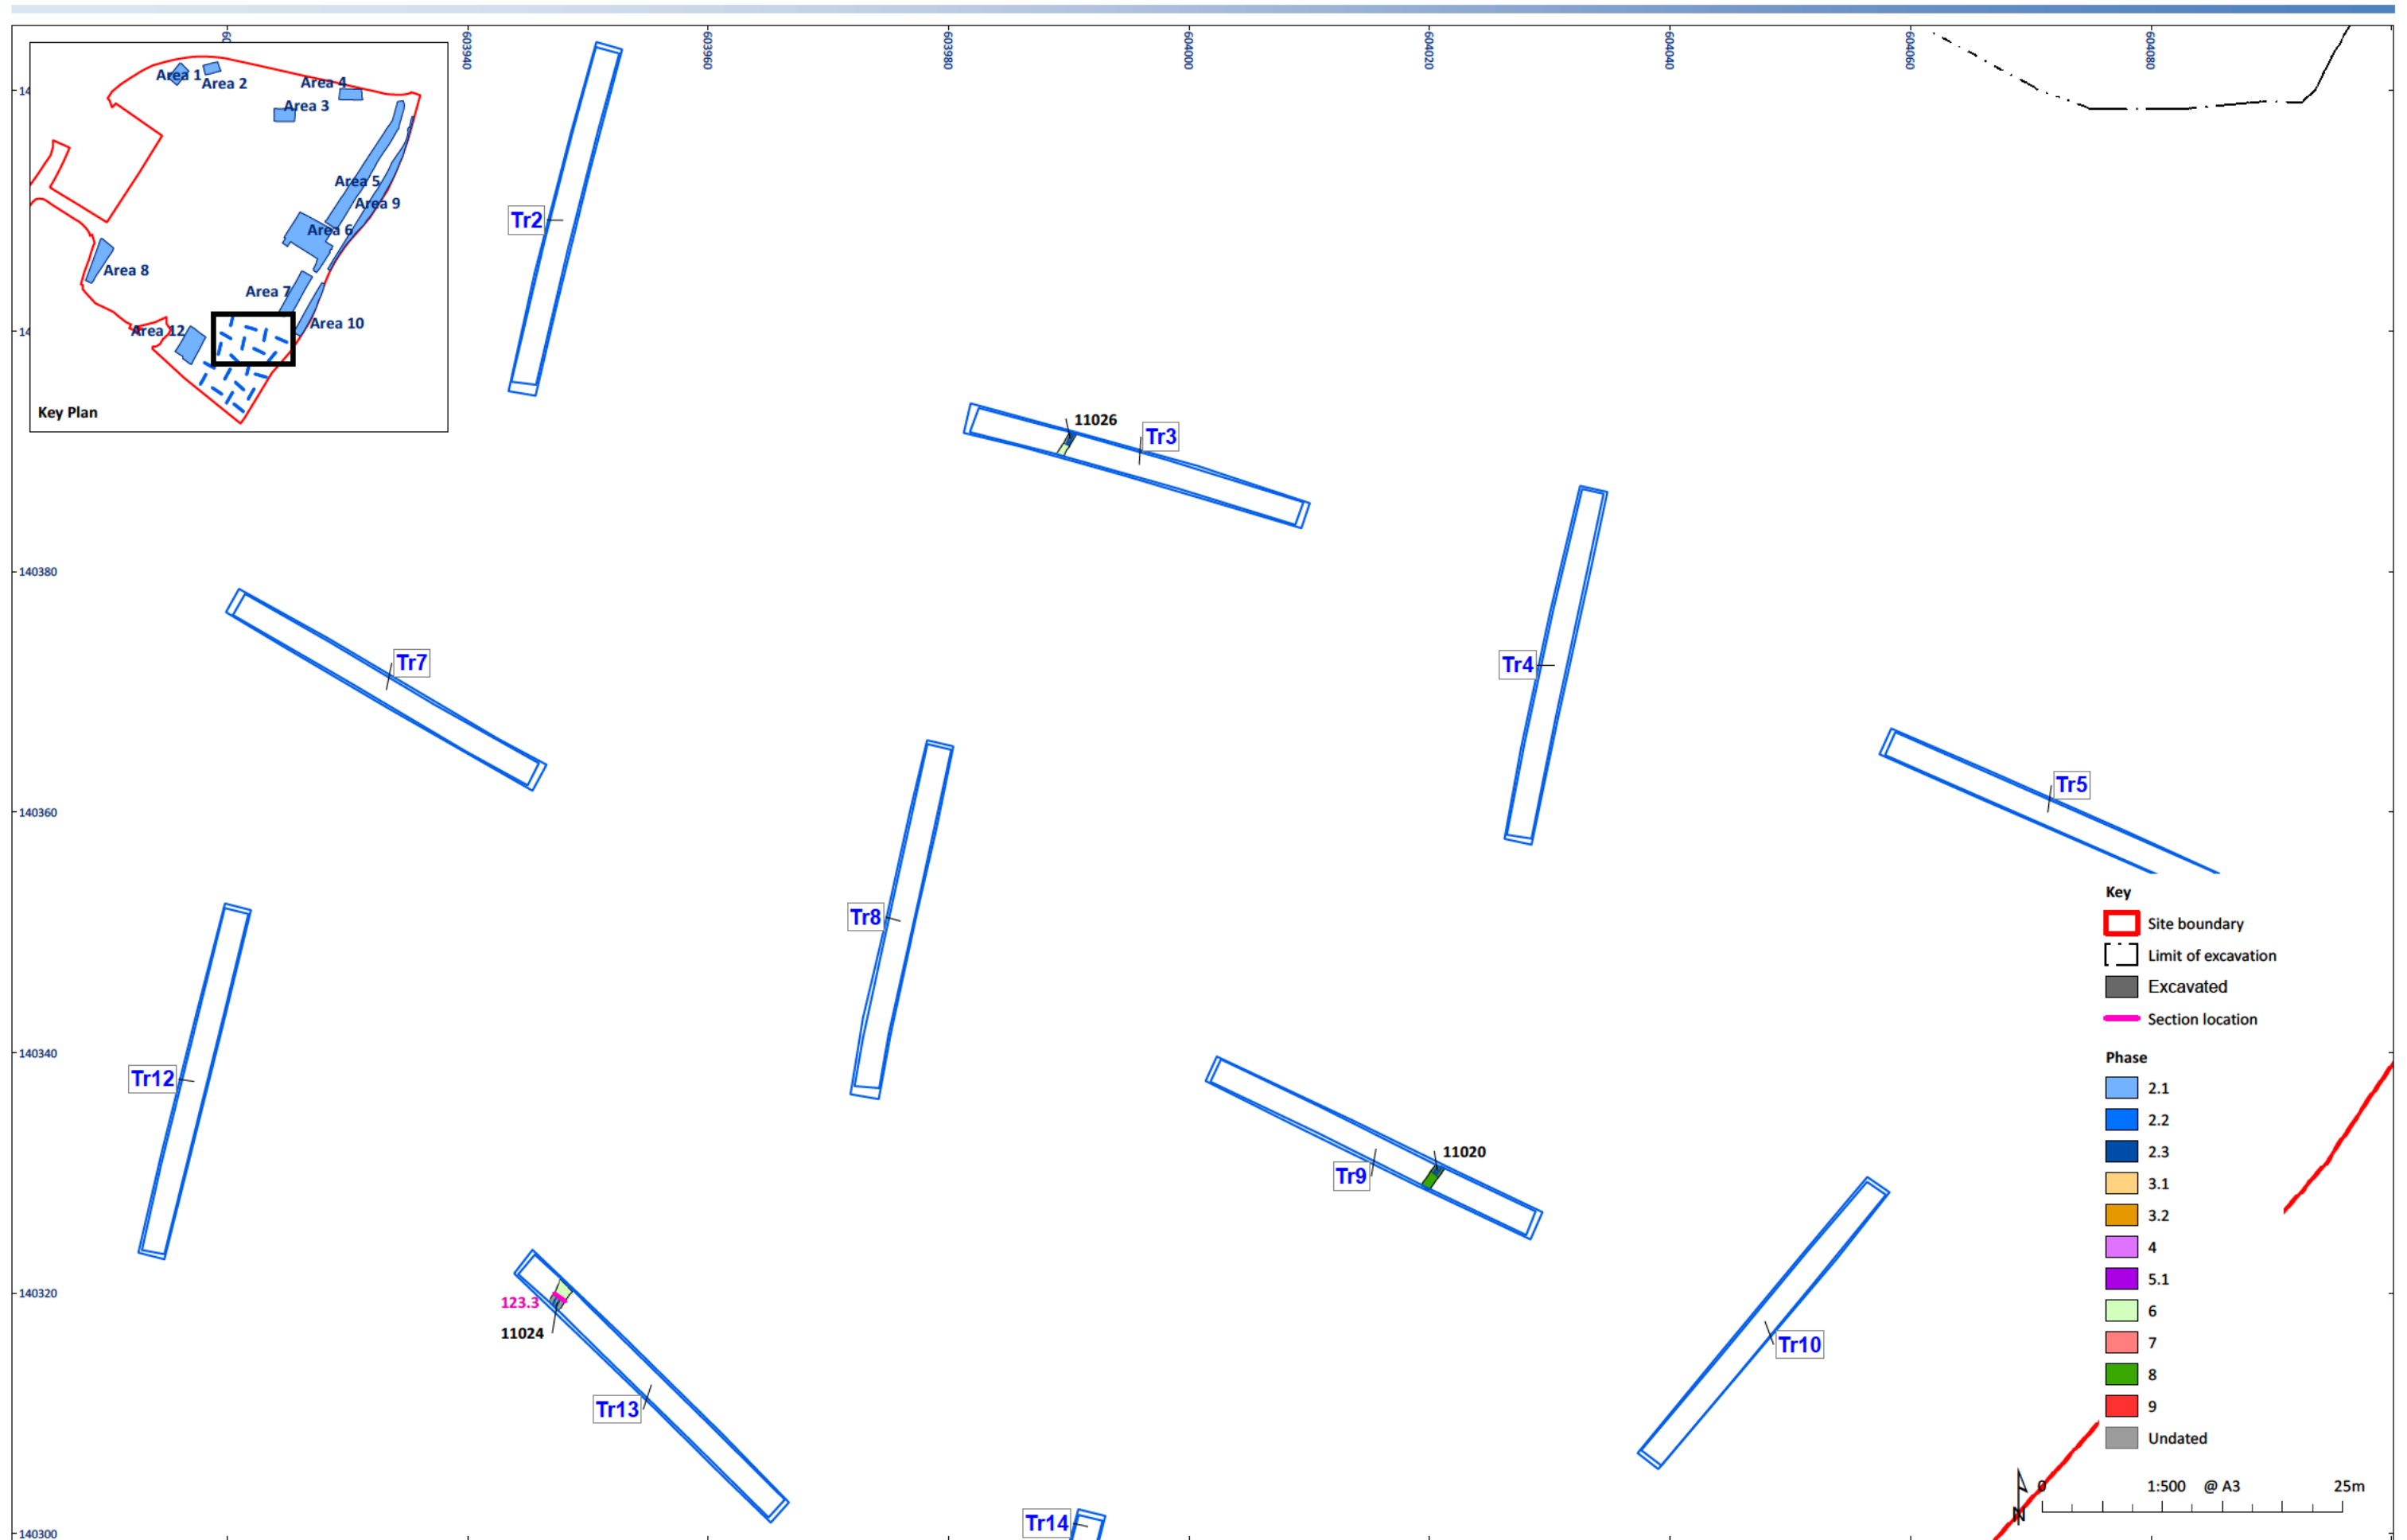 603940
603960
603980
604000
604020
604040
604060
604080
Area 1
Area 2
Area 4
Area 3
Area 5
Area 9
Area 6
Area 8
Area 7
Area 10
Area 12
Key Plan
Tr2
11026
Tr3
140380
Tr7
Tr4
Tr5
140360
Tr8
Tr12
140340
11020
Tr9
140320
123.3
11024
Tr10
Tr13
Tr14
140300
Key
Site boundary
Limit of excavation
Excavated
Section location
Phase
2.1
2.2
2.3
3.1
3.2
4
5.1
6
7
8
9
Undated
N
0 1:500 @ A3 25m